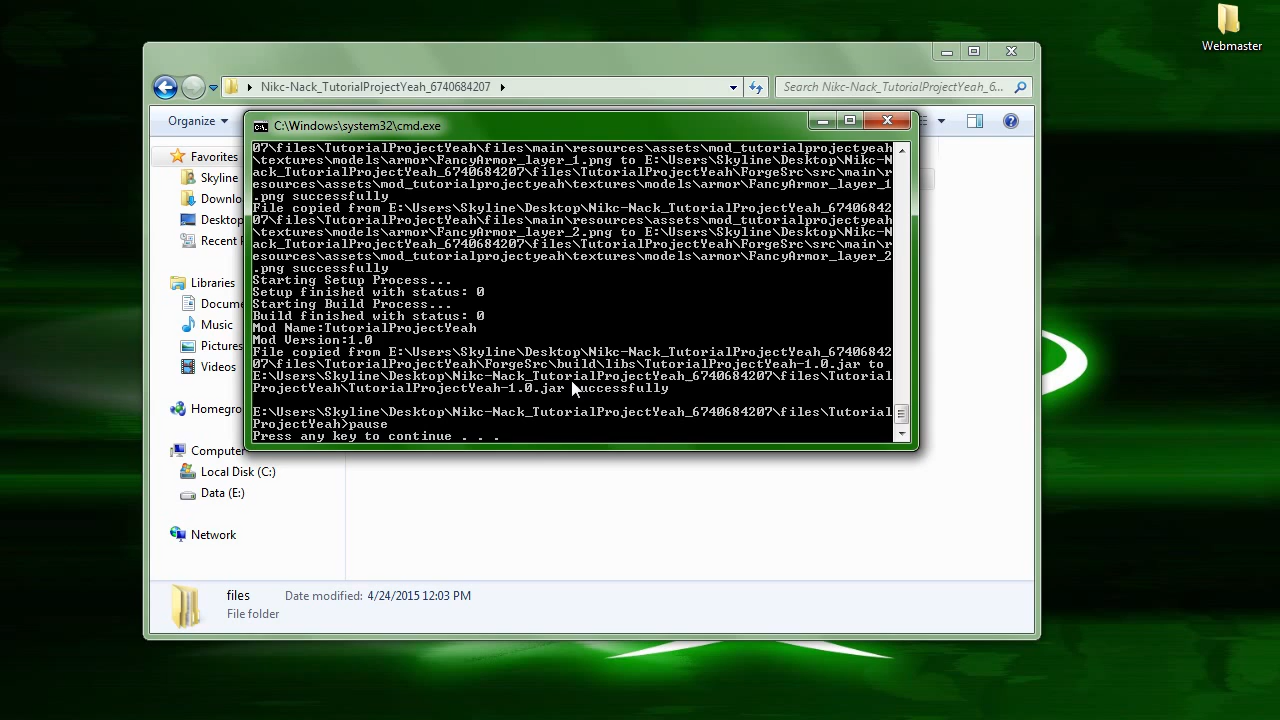 Webmaster
Nikc-Nack_TutorialProjectYeah_6740684207
Search Nikc-Nack_TutorialProjectYeah_6...
Organize
C:\Windows\system32\cmd.exe
07\files\TutorialProjectYeah\files\main\resources\assets\mod_tutorialprojectyeah
\textures\models\armor\FancyArmor_layer_1.png to E:\Users\Skyline\Desktop\Nikc-N
ack_TutorialProjectYeah_6740684207\files\TutorialProjectYeah\ForgeSrc\src\main\r
esources\assets\mod_tutorialprojectyeah\textures\models\armor\FancyArmor_layer_1
.png successfully
File copied from E:\Users\Skyline\Desktop\Nikc-Nack_TutorialProjectYeah_67406842
07\files\TutorialProjectYeah\files\main\resources\assets\mod_tutorialprojectyeah
\textures\models\armor\FancyArmor_layer_2.png to E:\Users\Skyline\Desktop\Nikc-N
ack_TutorialProjectYeah_6740684207\files\TutorialProjectYeah\ForgeSrc\src\main\r
esources\assets\mod_tutorialprojectyeah\textures\models\armor\FancyArmor_layer_2
.png successfully
Starting Setup Process...
Setup finished with status: 0
Starting Build Process...
Build finished with status: 0
Mod Name:TutorialProjectYeah
Mod Version:1.0
File copied from E:\Users\Skyline\Desktop\Nikc-Nack_TutorialProjectYeah_67406842
07\files\TutorialProjectYeah\ForgeSrc\build\libs\TutorialProjectYeah-1.0.jar to
E:\Users\Skyline\Desktop\Nikc-Nack_TutorialProjectYeah_6740684207\files\Tutorial
ProjectYeah\TutorialProjectYeah-1.0.jar successfully
E:\Users\Skyline\Desktop\Nikc-Nack_TutorialProjectYeah_6740684207\files\Tutorial
ProjectYeah>pause
Press any key to continue . . .
Favorites
Skyline
Downlo
Desktop
Recent
Libraries
Docume
Music
Pictures
Videos
Homegro
Computer
Local Disk (C:)
Data (E:)
Network
files
Date modified: 4/24/2015 12:03 PM
File folder